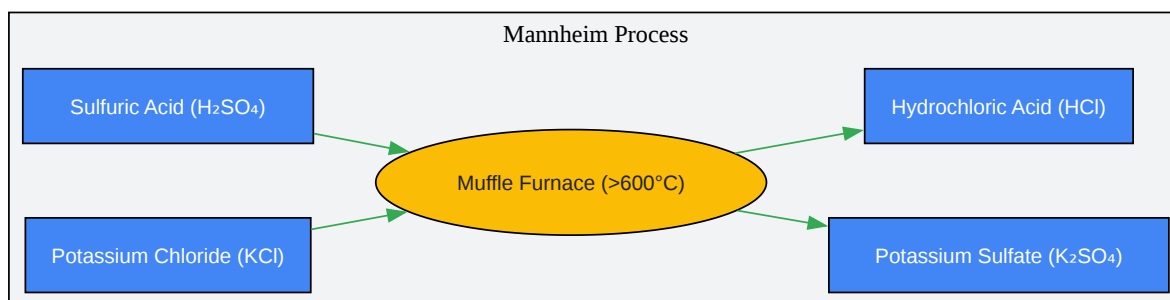 Mannheim Process
Sulfuric Acid (H₂SO₄)
Hydrochloric Acid (HCl)
Muffle Furnace (>600°C)
Potassium Chloride (KCl)
Potassium Sulfate (K₂SO₄)